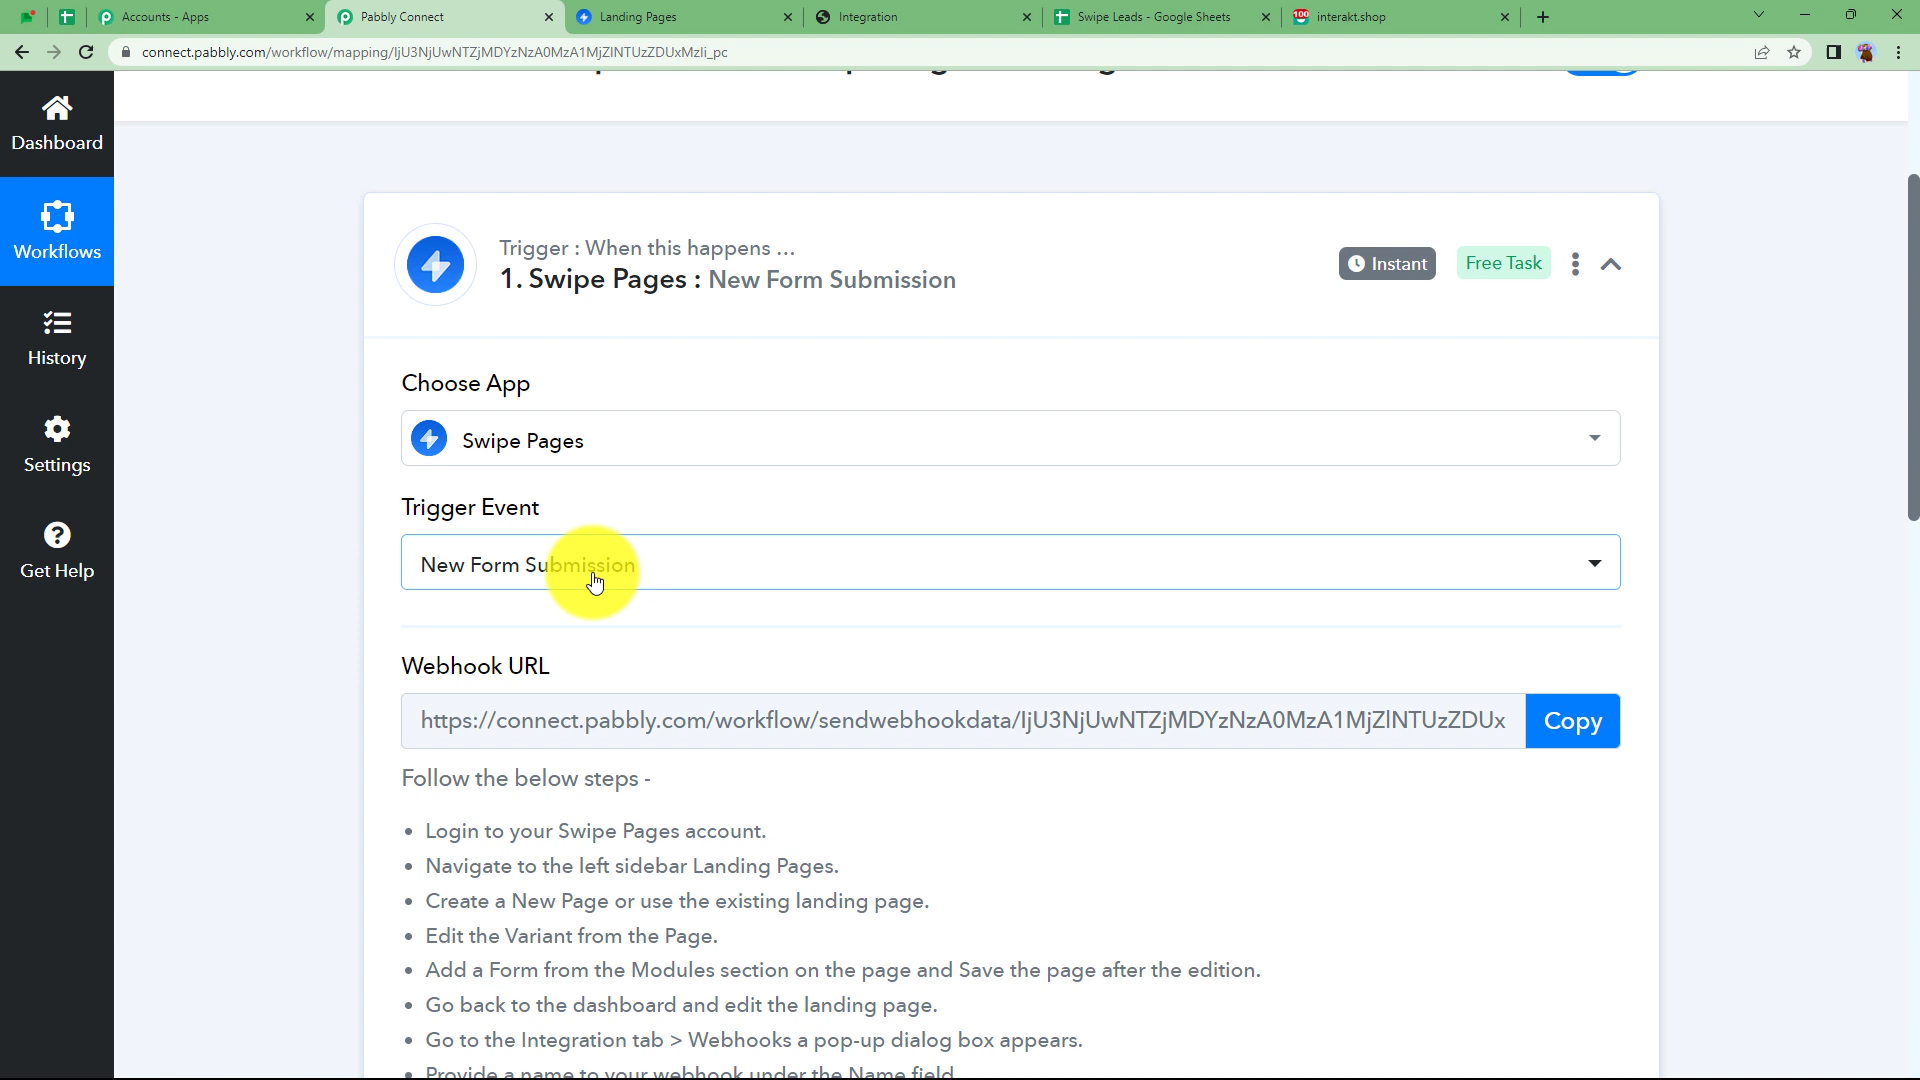 Accounts - Apps
Pabbly Connect
Landing Pages
Integration
Swipe Leads - Google Sheets
100
interakt.shop
connect.pabbly.com/workflow/mapping/IjU3NjUwNTZjMDYzNzA0MzA1MjZlNTUzZDUxMzIi_pc
Dashboard
Workflows
History
Settings
Get Help
Trigger : When this happens ...
1. Swipe Pages : New Form Submission
Instant
Free Task
Choose App
Swipe Pages
Trigger Event
New Form Submission
Webhook URL
https://connect.pabbly.com/workflow/sendwebhookdata/IjU3NjUwNTZjMDYzNzA0MzA1MjZlNTUzZDUx
Copy
Follow the below steps -
• Login to your Swipe Pages account.
• Navigate to the left sidebar Landing Pages.
• Create a New Page or use the existing landing page.
• Edit the Variant from the Page.
• Add a Form from the Modules section on the page and Save the page after the edition.
• Go back to the dashboard and edit the landing page.
• Go to the Integration tab > Webhooks a pop-up dialog box appears.
• Provide a name to your webhook under the Name field